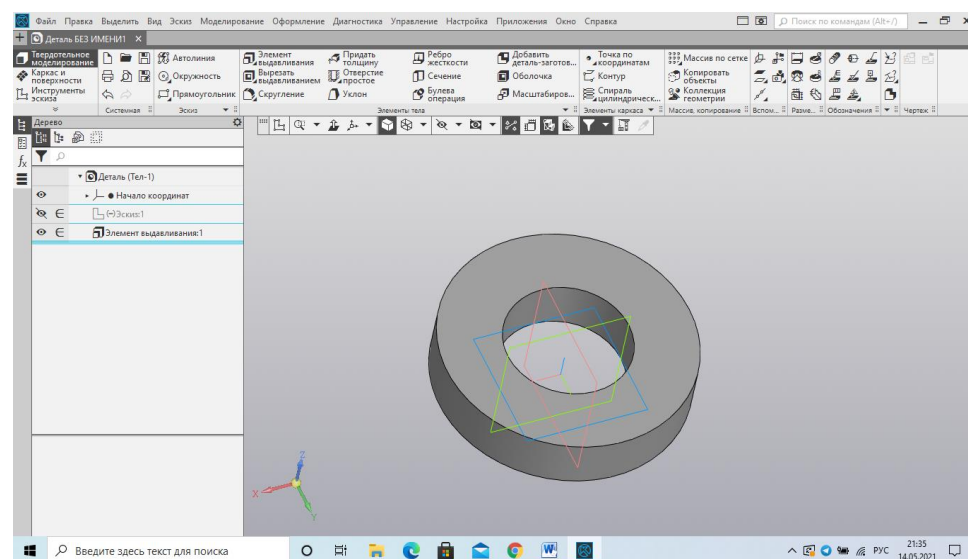 Файл Правка Выделить Вид Эскиз Моделирование Оформление Диагностика Управление Настройка Приложения Окно Справка Поиск по командам (Alt+/)
Деталь БЕЗ ИМЕНИ1
Твердотельное моделирование
Каркас и поверхности
Инструменты эскиза
Системная
Автолиния
Окружность
Прямоугольник
Эскиз
Элемент выдавливания
Вырезать выдавливанием
Скругление
Придать толщину
Отверстие простое
Уклон
Ребро жесткости
Сечение
Булева операция
Добавить деталь-заготов...
Оболочка
Масштабиров...
Элементы тела
Точка по координатам
Контур
Спираль цилиндрическ...
Элементы каркаса
Массив по сетке
Копировать объекты
Коллекция геометрии
Массив, копирование
Вспом...
Разме...
Обозначения
Чертеж
Дерево
Деталь (Тел-1)
Начало координат
(-)Эскиз:1
Элемент выдавливания:1
Z
X
Y
Введите здесь текст для поиска
РУС
21:35
14.05.2021